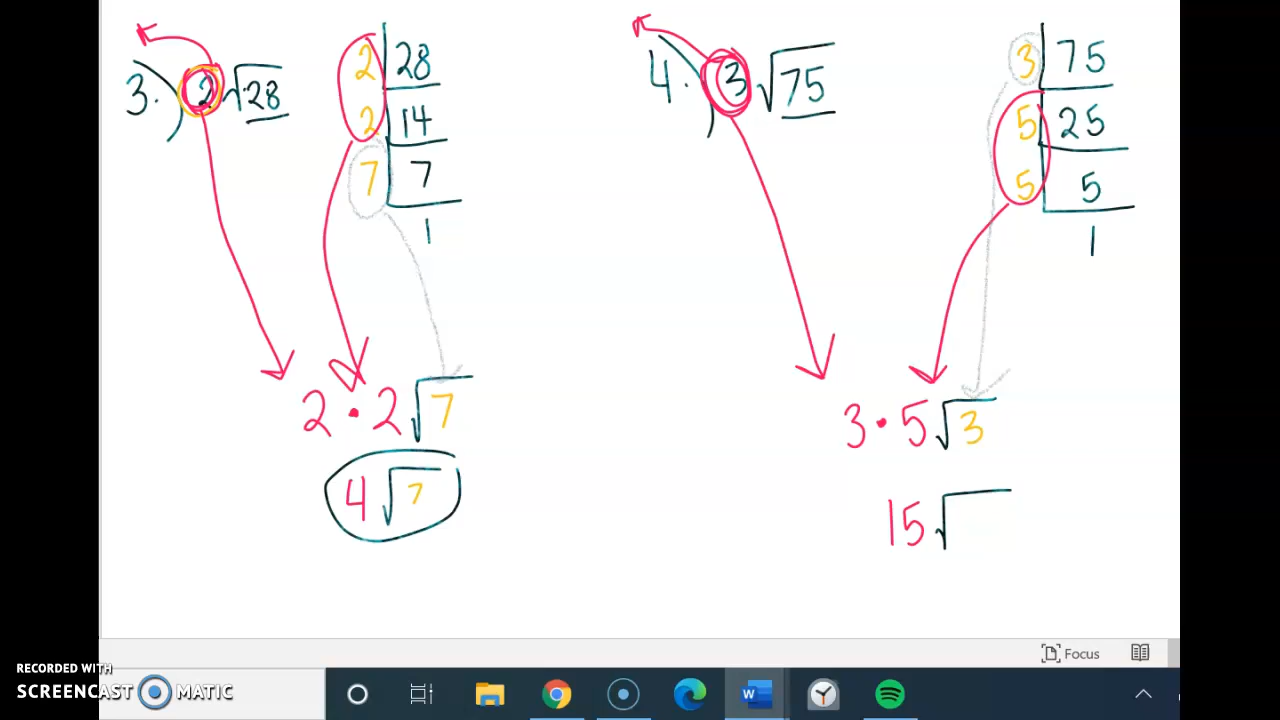 3.) 2√28
2 | 28
2 | 14
7 | 7
1
2 · 2√7
4√7
4.) 3√75
3 | 75
5 | 25
5 | 5
1
3 · 5√3
15√
Focus
RECORDED WITH
SCREENCAST MATIC
W